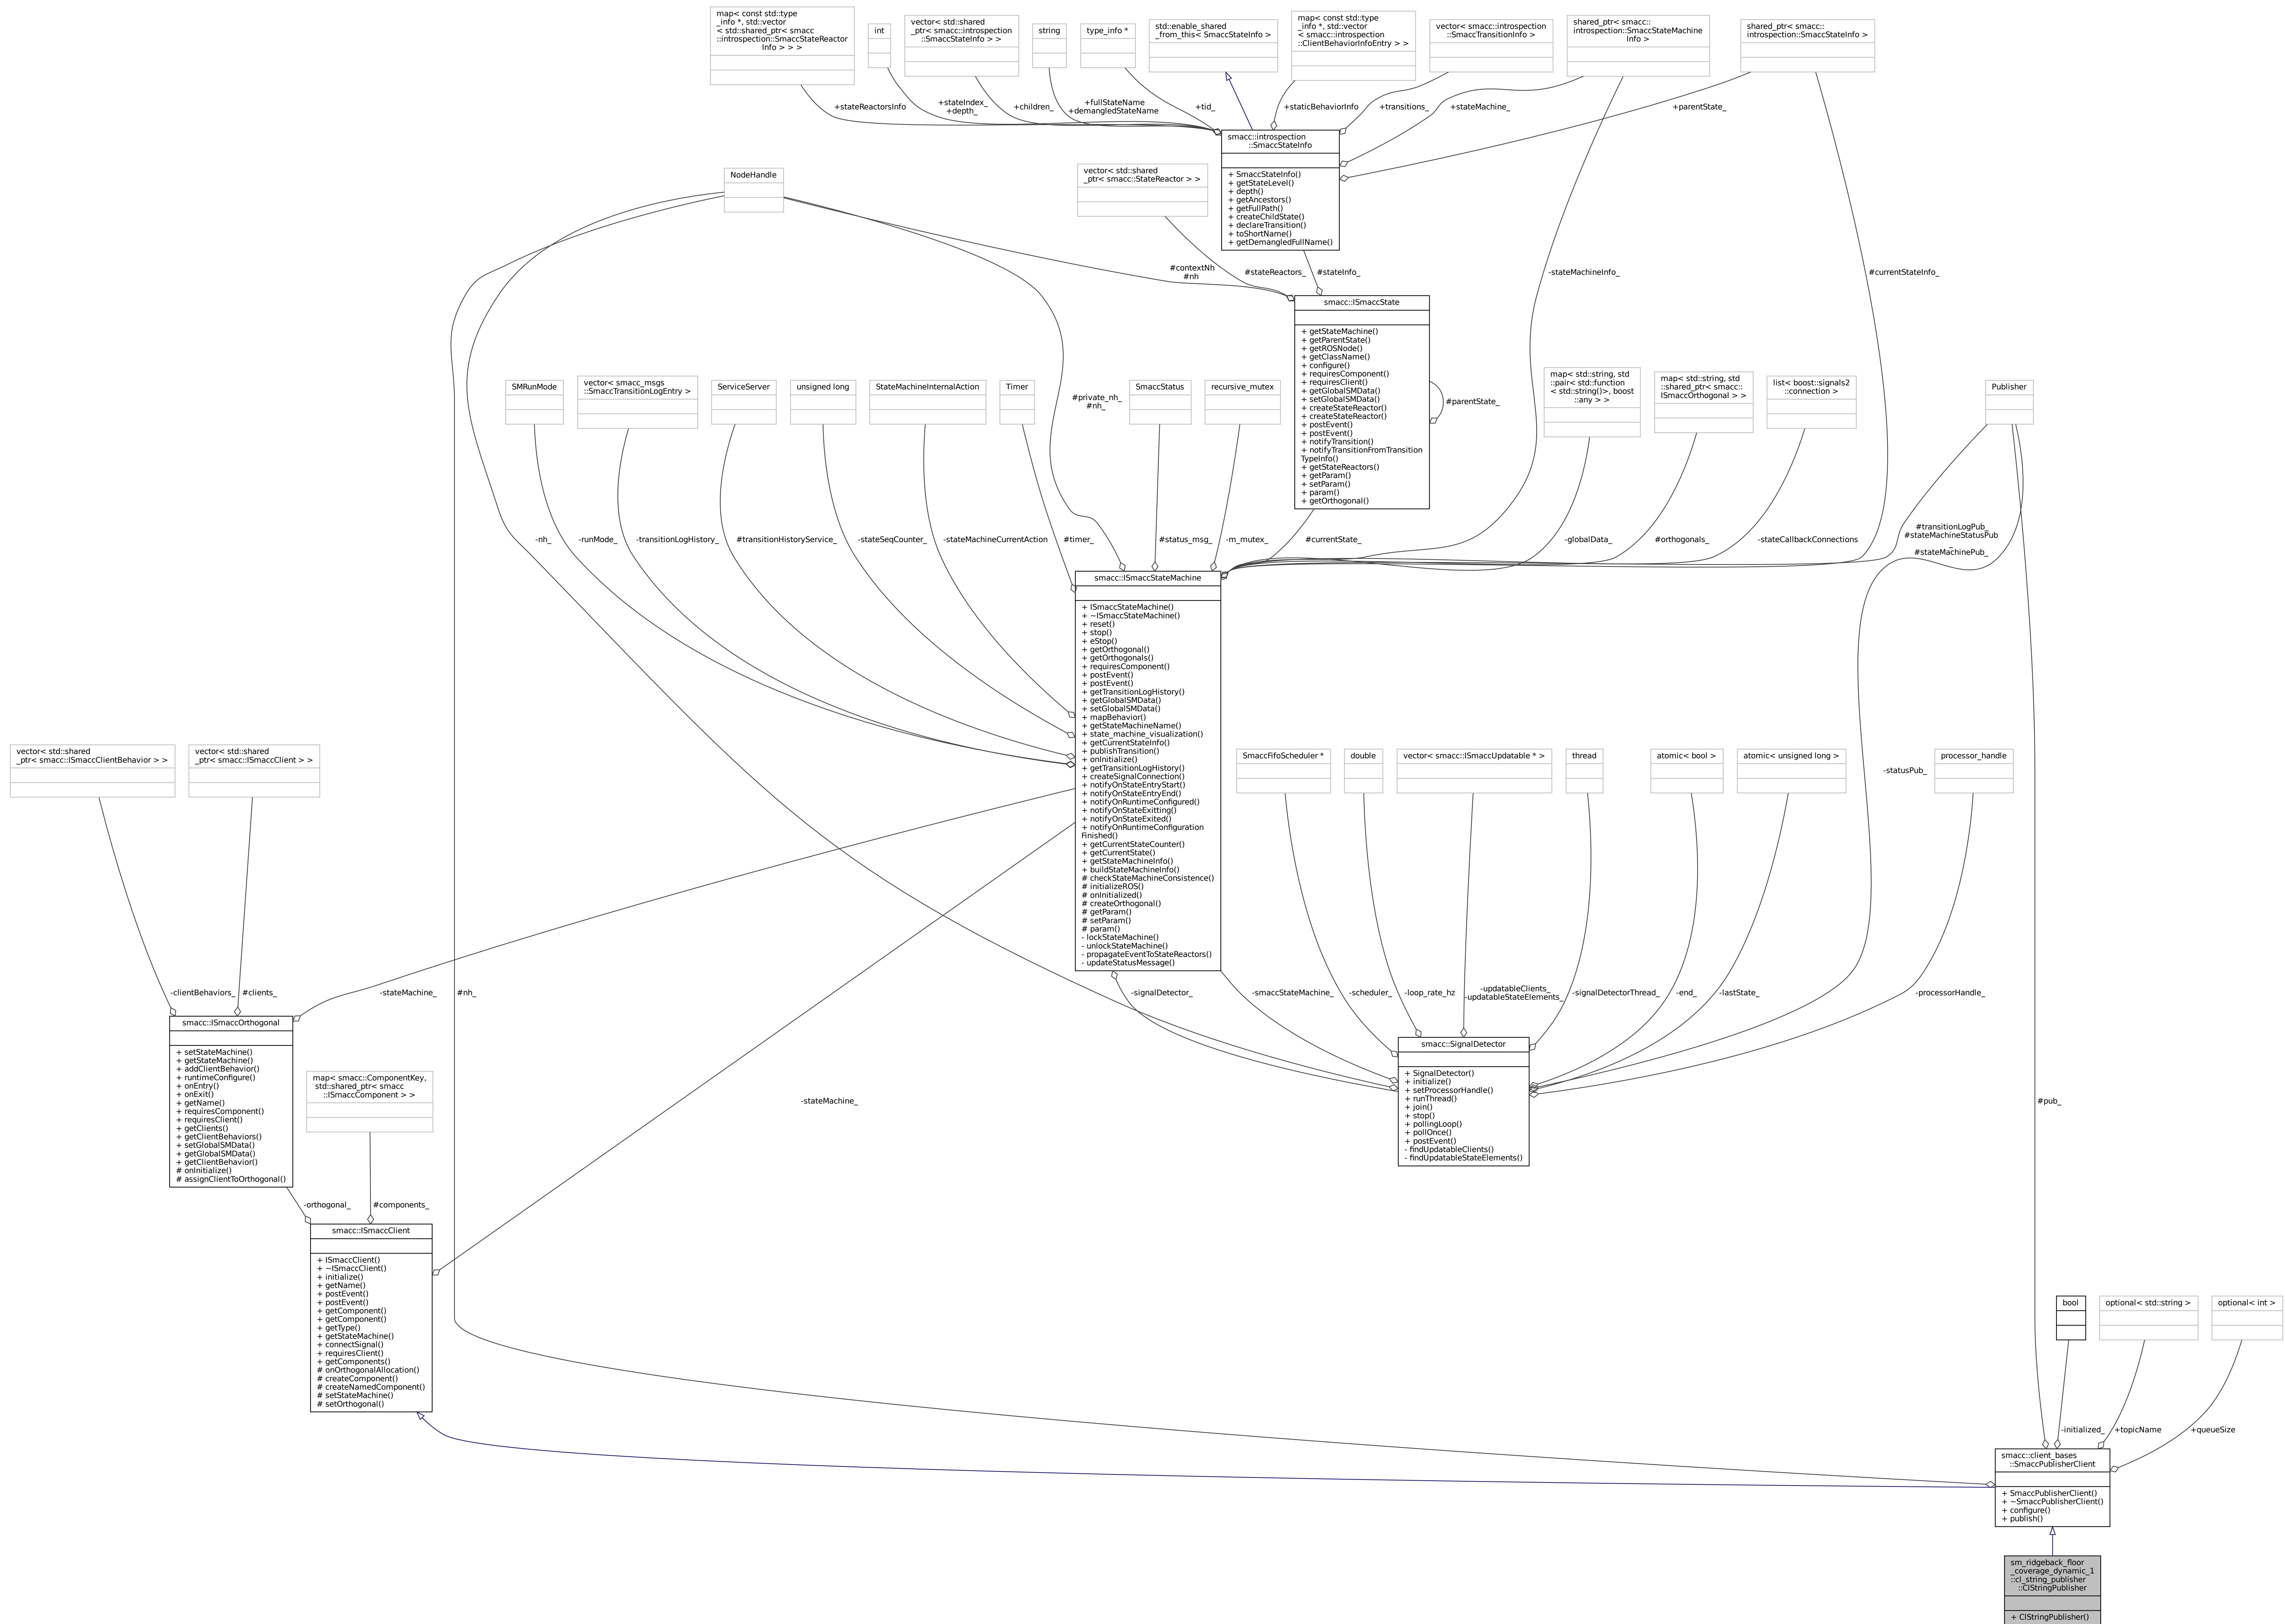 map< const std::type
_info *, std::vector
< std::shared_ptr< smacc
::introspection::SmaccStateReactor
Info > > >
int
vector< std::shared
_ptr< smacc::introspection
::SmaccStateInfo > >
string
type_info *
std::enable_shared
_from_this< SmaccStateInfo >
map< const std::type
_info *, std::vector
< smacc::introspection
::ClientBehaviorInfoEntry > >
vector< smacc::introspection
::SmaccTransitionInfo >
shared_ptr< smacc::
introspection::SmaccStateMachine
Info >
shared_ptr< smacc::
introspection::SmaccStateInfo >
+stateReactorsInfo
+stateIndex_
+depth_
+children_
+fullStateName
+demangledStateName
+tid_
+staticBehaviorInfo
+transitions_
+stateMachine_
+parentState_
smacc::introspection
::SmaccStateInfo
+ SmaccStateInfo()
+ getStateLevel()
+ depth()
+ getAncestors()
+ getFullPath()
+ createChildState()
+ declareTransition()
+ toShortName()
+ getDemangledFullName()
NodeHandle
vector< std::shared
_ptr< smacc::StateReactor > >
#contextNh
#nh
#stateReactors_
#stateInfo_
-stateMachineInfo_
#currentStateInfo_
smacc::ISmaccState
+ getStateMachine()
+ getParentState()
+ getROSNode()
+ getClassName()
+ configure()
+ requiresComponent()
+ requiresClient()
+ getGlobalSMData()
+ setGlobalSMData()
+ createStateReactor()
+ createStateReactor()
+ postEvent()
+ postEvent()
+ notifyTransition()
+ notifyTransitionFromTransition
TypeInfo()
+ getStateReactors()
+ getParam()
+ setParam()
+ param()
+ getOrthogonal()
#parentState_
SMRunMode
vector< smacc_msgs
::SmaccTransitionLogEntry >
ServiceServer
unsigned long
StateMachineInternalAction
Timer
#private_nh_
#nh_
SmaccStatus
recursive_mutex
map< std::string, std
::pair< std::function
< std::string()>, boost
::any > >
map< std::string, std
::shared_ptr< smacc::
ISmaccOrthogonal > >
list< boost::signals2
::connection >
Publisher
-nh_
-runMode_
-transitionLogHistory_
#transitionHistoryService_
-stateSeqCounter_
-stateMachineCurrentAction
#timer_
#status_msg_
-m_mutex_
#currentState_
-globalData_
#orthogonals_
-stateCallbackConnections
#transitionLogPub_
#stateMachineStatusPub
_
#stateMachinePub_
smacc::ISmaccStateMachine
+ ISmaccStateMachine()
+ ~ISmaccStateMachine()
+ reset()
+ stop()
+ eStop()
+ getOrthogonal()
+ getOrthogonals()
+ requiresComponent()
+ postEvent()
+ postEvent()
+ getTransitionLogHistory()
+ getGlobalSMData()
+ setGlobalSMData()
+ mapBehavior()
+ getStateMachineName()
+ state_machine_visualization()
+ getCurrentStateInfo()
+ publishTransition()
+ onInitialize()
+ getTransitionLogHistory()
+ createSignalConnection()
+ notifyOnStateEntryStart()
+ notifyOnStateEntryEnd()
+ notifyOnRuntimeConfigured()
+ notifyOnStateExitting()
+ notifyOnStateExited()
+ notifyOnRuntimeConfiguration
Finished()
+ getCurrentStateCounter()
+ getCurrentState()
+ getStateMachineInfo()
+ buildStateMachineInfo()
# checkStateMachineConsistence()
# initializeROS()
# onInitialized()
# createOrthogonal()
# getParam()
# setParam()
# param()
- lockStateMachine()
- unlockStateMachine()
- propagateEventToStateReactors()
- updateStatusMessage()
vector< std::shared
_ptr< smacc::ISmaccClientBehavior > >
vector< std::shared
_ptr< smacc::ISmaccClient > >
SmaccFifoScheduler *
double
vector< smacc::ISmaccUpdatable * >
thread
atomic< bool >
atomic< unsigned long >
-statusPub_
processor_handle
-clientBehaviors_
#clients_
-stateMachine_
#nh_
-signalDetector_
-smaccStateMachine_
-scheduler_
-loop_rate_hz
-updatableClients_
-updatableStateElements_
-signalDetectorThread_
-end_
-lastState_
-processorHandle_
smacc::ISmaccOrthogonal
+ setStateMachine()
+ getStateMachine()
+ addClientBehavior()
+ runtimeConfigure()
+ onEntry()
+ onExit()
+ getName()
+ requiresComponent()
+ requiresClient()
+ getClients()
+ getClientBehaviors()
+ setGlobalSMData()
+ getGlobalSMData()
+ getClientBehavior()
# onInitialize()
# assignClientToOrthogonal()
map< smacc::ComponentKey,
std::shared_ptr< smacc
::ISmaccComponent > >
-stateMachine_
smacc::SignalDetector
+ SignalDetector()
+ initialize()
+ setProcessorHandle()
+ runThread()
+ join()
+ stop()
+ pollingLoop()
+ pollOnce()
+ postEvent()
- findUpdatableClients()
- findUpdatableStateElements()
#pub_
-orthogonal_
#components_
smacc::ISmaccClient
+ ISmaccClient()
+ ~ISmaccClient()
+ initialize()
+ getName()
+ postEvent()
+ postEvent()
+ getComponent()
+ getComponent()
+ getType()
+ getStateMachine()
+ connectSignal()
+ requiresClient()
+ getComponents()
# onOrthogonalAllocation()
# createComponent()
# createNamedComponent()
# setStateMachine()
# setOrthogonal()
bool
optional< std::string >
optional< int >
-initialized_
+topicName
+queueSize
smacc::client_bases
::SmaccPublisherClient
+ SmaccPublisherClient()
+ ~SmaccPublisherClient()
+ configure()
+ publish()
sm_ridgeback_floor
_coverage_dynamic_1
::cl_string_publisher
::ClStringPublisher
+ ClStringPublisher()